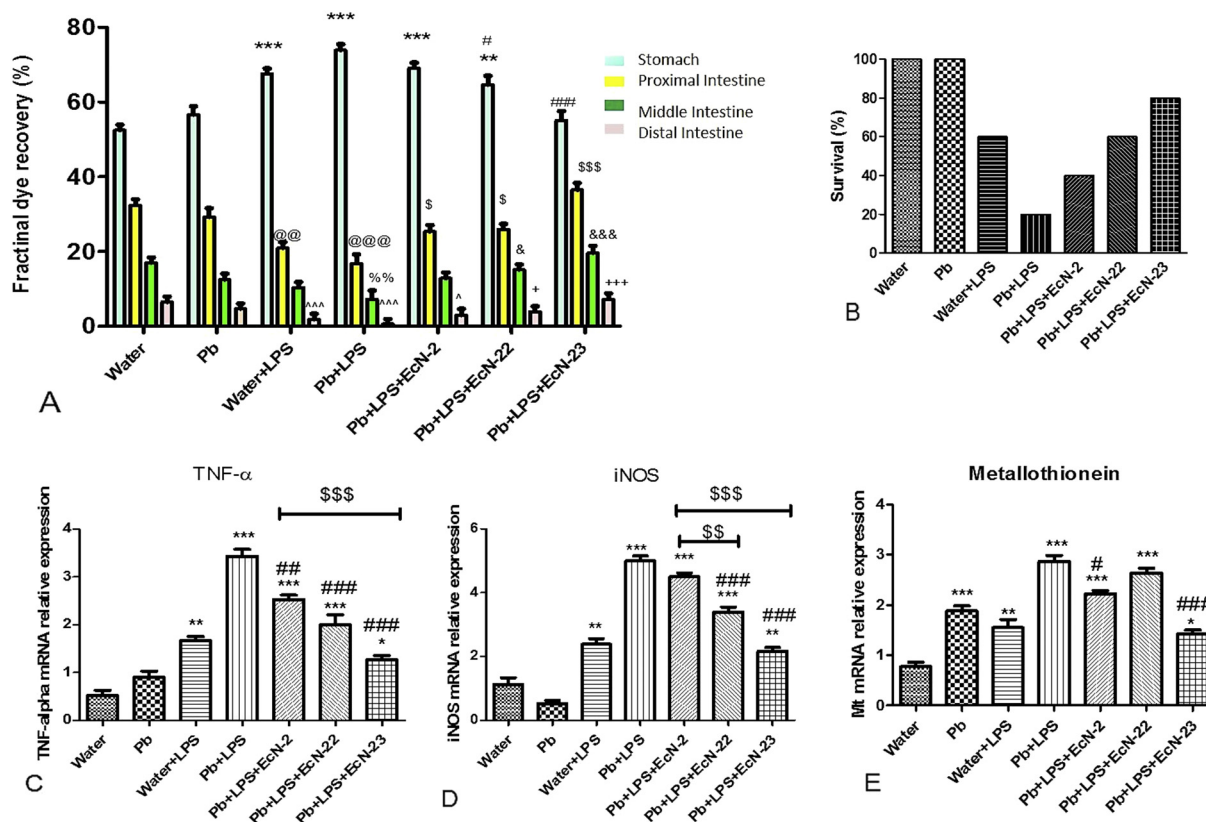 Fractinal dye recovery (%)
80
60
40
20
0
***
***
***
#
**
###
@@
^^^
@@@
%%
^^^
$
^
$
&
+
$$$
&&&
+++
Stomach
Proximal Intestine
Middle Intestine
Distal Intestine
Water
Pb
Water+LPS
Pb+LPS
Pb+LPS+EcN-2
Pb+LPS+EcN-22
Pb+LPS+EcN-23
A
Survival (%)
100
80
60
40
20
0
Water
Pb
Water+LPS
Pb+LPS
Pb+LPS+EcN-2
Pb+LPS+EcN-22
Pb+LPS+EcN-23
B
TNF-α
TNF-alpha mRNA relative expression
4
3
2
1
0
$$$
**
***
##
***
###
***
###
*
Water
Pb
Water+LPS
Pb+LPS
Pb+LPS+EcN-2
Pb+LPS+EcN-22
Pb+LPS+EcN-23
C
iNOS
iNOS mRNA relative expression
6
4
2
0
$$$
$$
**
***
***
###
***
###
**
Water
Pb
Water+LPS
Pb+LPS
Pb+LPS+EcN-2
Pb+LPS+EcN-22
Pb+LPS+EcN-23
D
Metallothionein
Mt mRNA relative expression
4
3
2
1
0
***
**
***
#
***
***
###
*
Water
Pb
Water+LPS
Pb+LPS
Pb+LPS+EcN-2
Pb+LPS+EcN-22
Pb+LPS+EcN-23
E